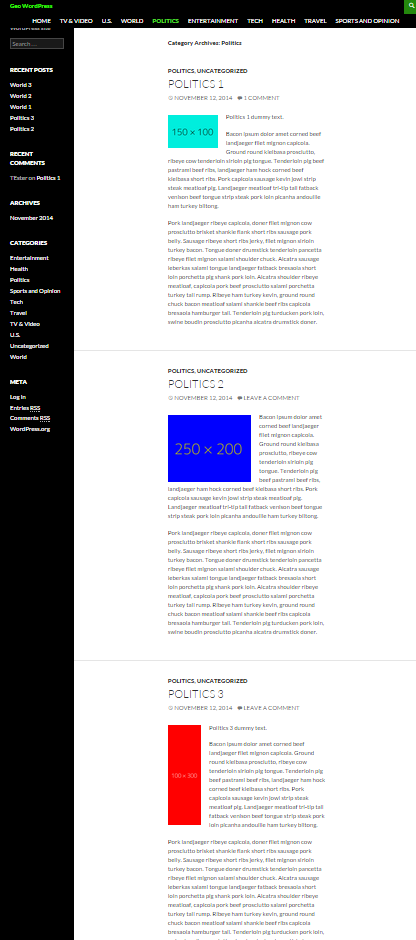 Geo WordPress
HOME TV & VIDEO U.S. WORLD POLITICS ENTERTAINMENT TECH HEALTH TRAVEL SPORTS AND OPINION
Search …
RECENT POSTS
World 3
World 2
World 1
Politics 3
Politics 2
RECENT
COMMENTS
TEster on Politics 1
ARCHIVES
November 2014
CATEGORIES
Entertainment
Health
Politics
Sports and Opinion
Tech
Travel
TV & Video
U.S.
Uncategorized
World
META
Log in
Entries RSS
Comments RSS
WordPress.org
Category Archives: Politics
POLITICS, UNCATEGORIZED
POLITICS 1
NOVEMBER 12, 2014 1 COMMENT
150 × 100
Politics 1 dummy text.
Bacon ipsum dolor amet corned beef
landjaeger filet mignon capicola.
Ground round kielbasa prosciutto,
ribeye cow tenderloin sirloin pig tongue. Tenderloin pig beef
pastrami beef ribs, landjaeger ham hock corned beef
kielbasa short ribs. Pork capicola sausage kevin jowl strip
steak meatloaf pig. Landjaeger meatloaf tri-tip tail fatback
venison beef tongue strip steak pork loin picanha andouille
ham turkey biltong.
Pork landjaeger ribeye capicola, doner filet mignon cow
prosciutto brisket shankle flank short ribs sausage pork
belly. Sausage ribeye short ribs jerky, filet mignon sirloin
bacon. Tongue doner drumstick tenderloin pancetta
ribeye filet mignon salami shoulder chuck. Alcatra sausage
leberkas salami tongue landjaeger fatback bresaola short
loin porchetta pig shank pork loin. Alcatra shoulder ribeye
meatloaf, capicola pork beef prosciutto salami porchetta
turkey tail rump. Ribeye ham turkey kevin, ground round
chuck bacon meatloaf short ribs shankle beef capicola
bresaola hamburger tail. Tenderloin pig turducken pork loin,
swine boudin prosciutto picanha alcatra drumstick doner.
POLITICS, UNCATEGORIZED
POLITICS 2
NOVEMBER 12, 2014 LEAVE A COMMENT
250 × 200
Bacon ipsum dolor amet
corned beef landjaeger
filet mignon capicola.
Ground round kielbasa
prosciutto, ribeye cow
tenderloin sirloin pig
tongue. Tenderloin pig
beef pastrami beef ribs,
landjaeger ham hock corned beef kielbasa short ribs. Pork
capicola sausage kevin jowl strip steak meatloaf pig.
Landjaeger meatloaf tri-tip tail fatback venison beef tongue
strip steak pork loin picanha andouille ham turkey biltong.
Pork landjaeger ribeye capicola, doner filet mignon cow
prosciutto brisket shankle flank short ribs sausage pork
belly. Sausage ribeye short ribs jerky, filet mignon sirloin
bacon. Tongue doner drumstick tenderloin pancetta
ribeye filet mignon salami shoulder chuck. Alcatra sausage
leberkas salami tongue landjaeger fatback bresaola short
loin porchetta pig shank pork loin. Alcatra shoulder ribeye
meatloaf, capicola pork beef prosciutto salami porchetta
turkey tail rump. Ribeye ham turkey kevin, ground round
chuck bacon meatloaf short ribs shankle beef capicola
bresaola hamburger tail. Tenderloin pig turducken pork loin,
swine boudin prosciutto picanha alcatra drumstick doner.
POLITICS, UNCATEGORIZED
POLITICS 3
NOVEMBER 12, 2014 LEAVE A COMMENT
100 × 300
Politics 3 dummy text.
Bacon ipsum dolor amet corned beef
landjaeger filet mignon capicola. Ground
round kielbasa prosciutto, ribeye cow
tenderloin sirloin pig tongue. Tenderloin pig
beef pastrami beef ribs, landjaeger ham hock
corned beef kielbasa short ribs. Pork
capicola sausage kevin jowl strip steak
meatloaf pig. Landjaeger meatloaf tri-tip tail
fatback venison beef tongue strip steak pork
loin picanha andouille ham turkey biltong.
Pork landjaeger ribeye capicola, doner filet mignon cow
prosciutto brisket shankle flank short ribs sausage pork
belly. Sausage ribeye short ribs jerky, filet mignon sirloin
bacon. Tongue doner drumstick tenderloin pancetta
ribeye filet mignon salami shoulder chuck. Alcatra sausage
leberkas salami tongue landjaeger fatback bresaola short
loin porchetta pig shank pork loin. Alcatra shoulder ribeye
meatloaf, capicola pork beef prosciutto salami porchetta
turkey tail rump. Ribeye ham turkey kevin, ground round
chuck bacon meatloaf short ribs shankle beef capicola